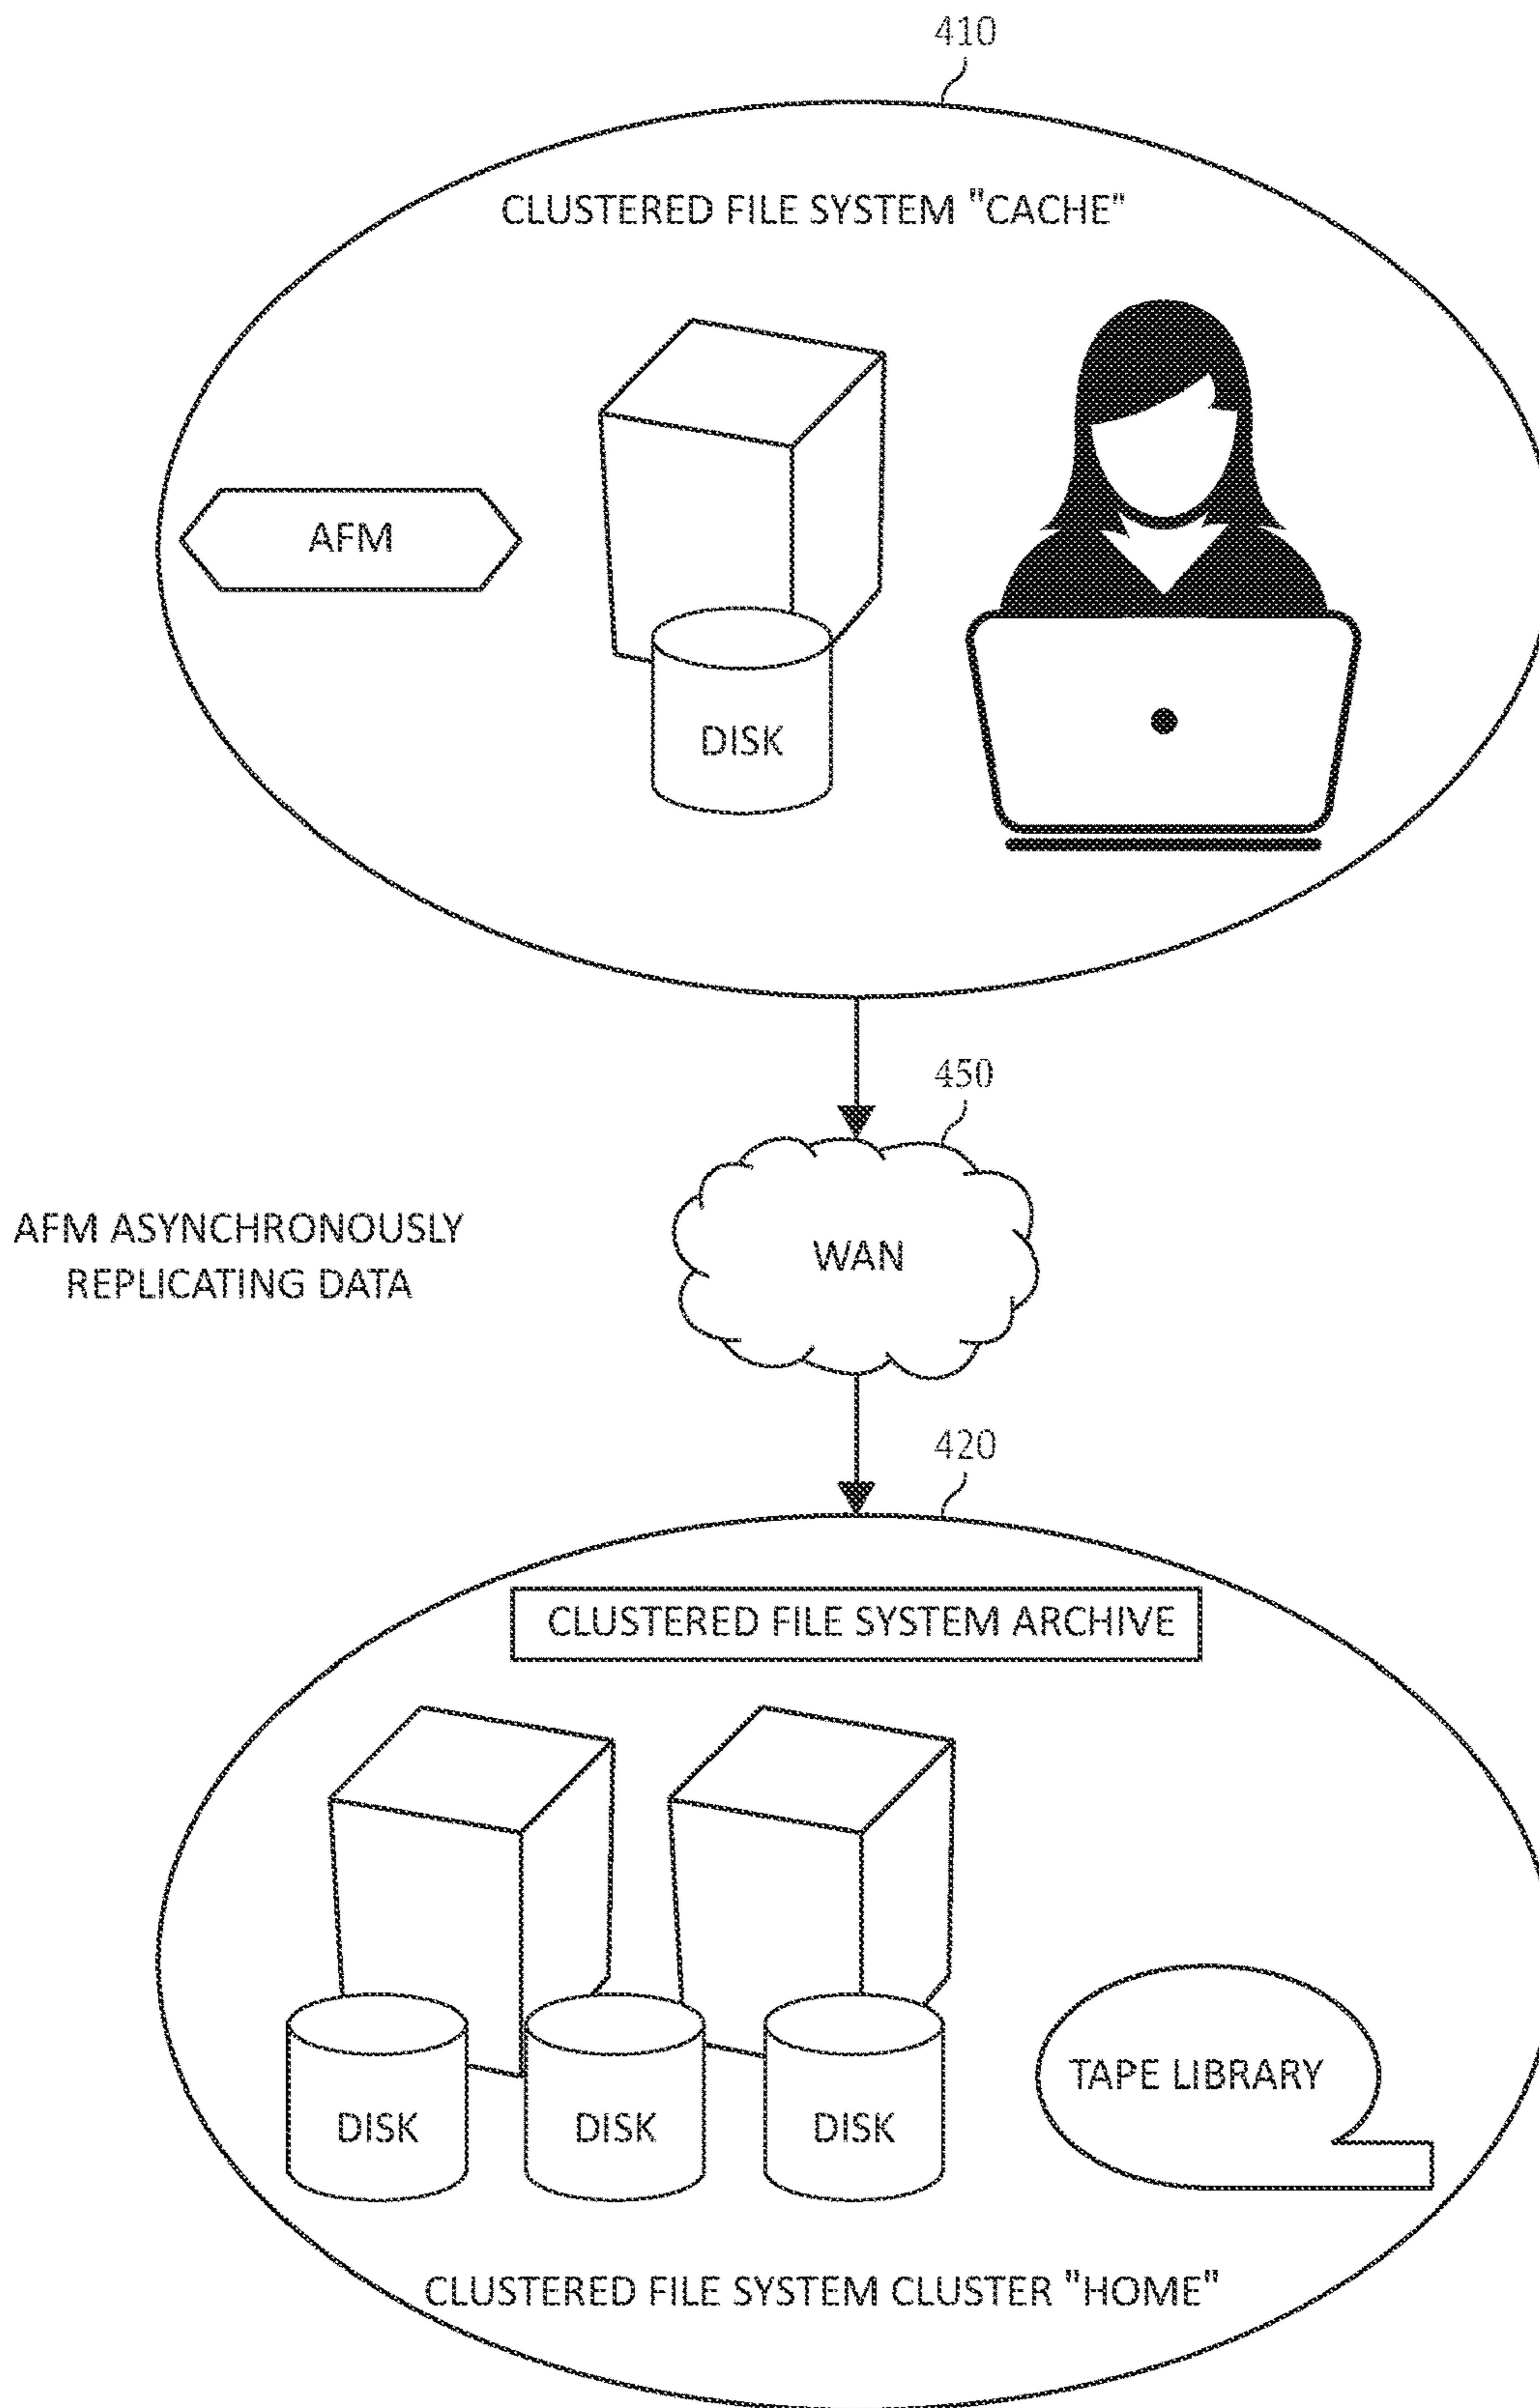 410
CLUSTERED FILE SYSTEM "CACHE"
AFM
DISK
450
AFM ASYNCHRONOUSLY
REPLICATING DATA
WAN
420
CLUSTERED FILE SYSTEM ARCHIVE
DISK
DISK
DISK
TAPE LIBRARY
CLUSTERED FILE SYSTEM CLUSTER "HOME"